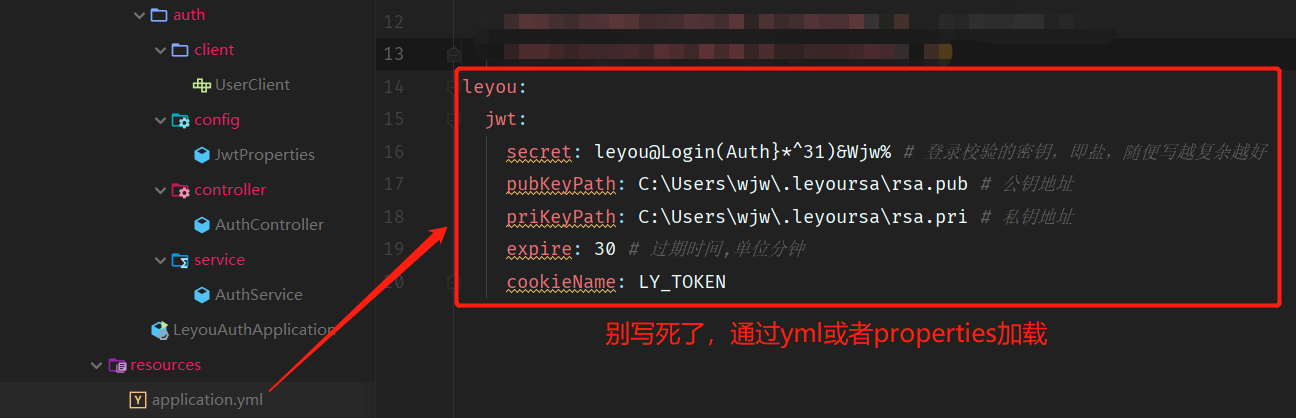 auth
client
UserClient
config
JwtProperties
controller
AuthController
service
AuthService
LeyouAuthApplication
resources
application.yml
12
13
14 leyou:
15 jwt:
16 secret: leyou@Login(Auth}*^31)&Wjw% # 登录校验的密钥，即盐，随便写越复杂越好
17 pubKeyPath: C:\Users\wjw\.leyoursa\rsa.pub # 公钥地址
18 priKeyPath: C:\Users\wjw\.leyoursa\rsa.pri # 私钥地址
19 expire: 30 # 过期时间,单位分钟
20 cookieName: LY_TOKEN
别写死了，通过yml或者properties加载